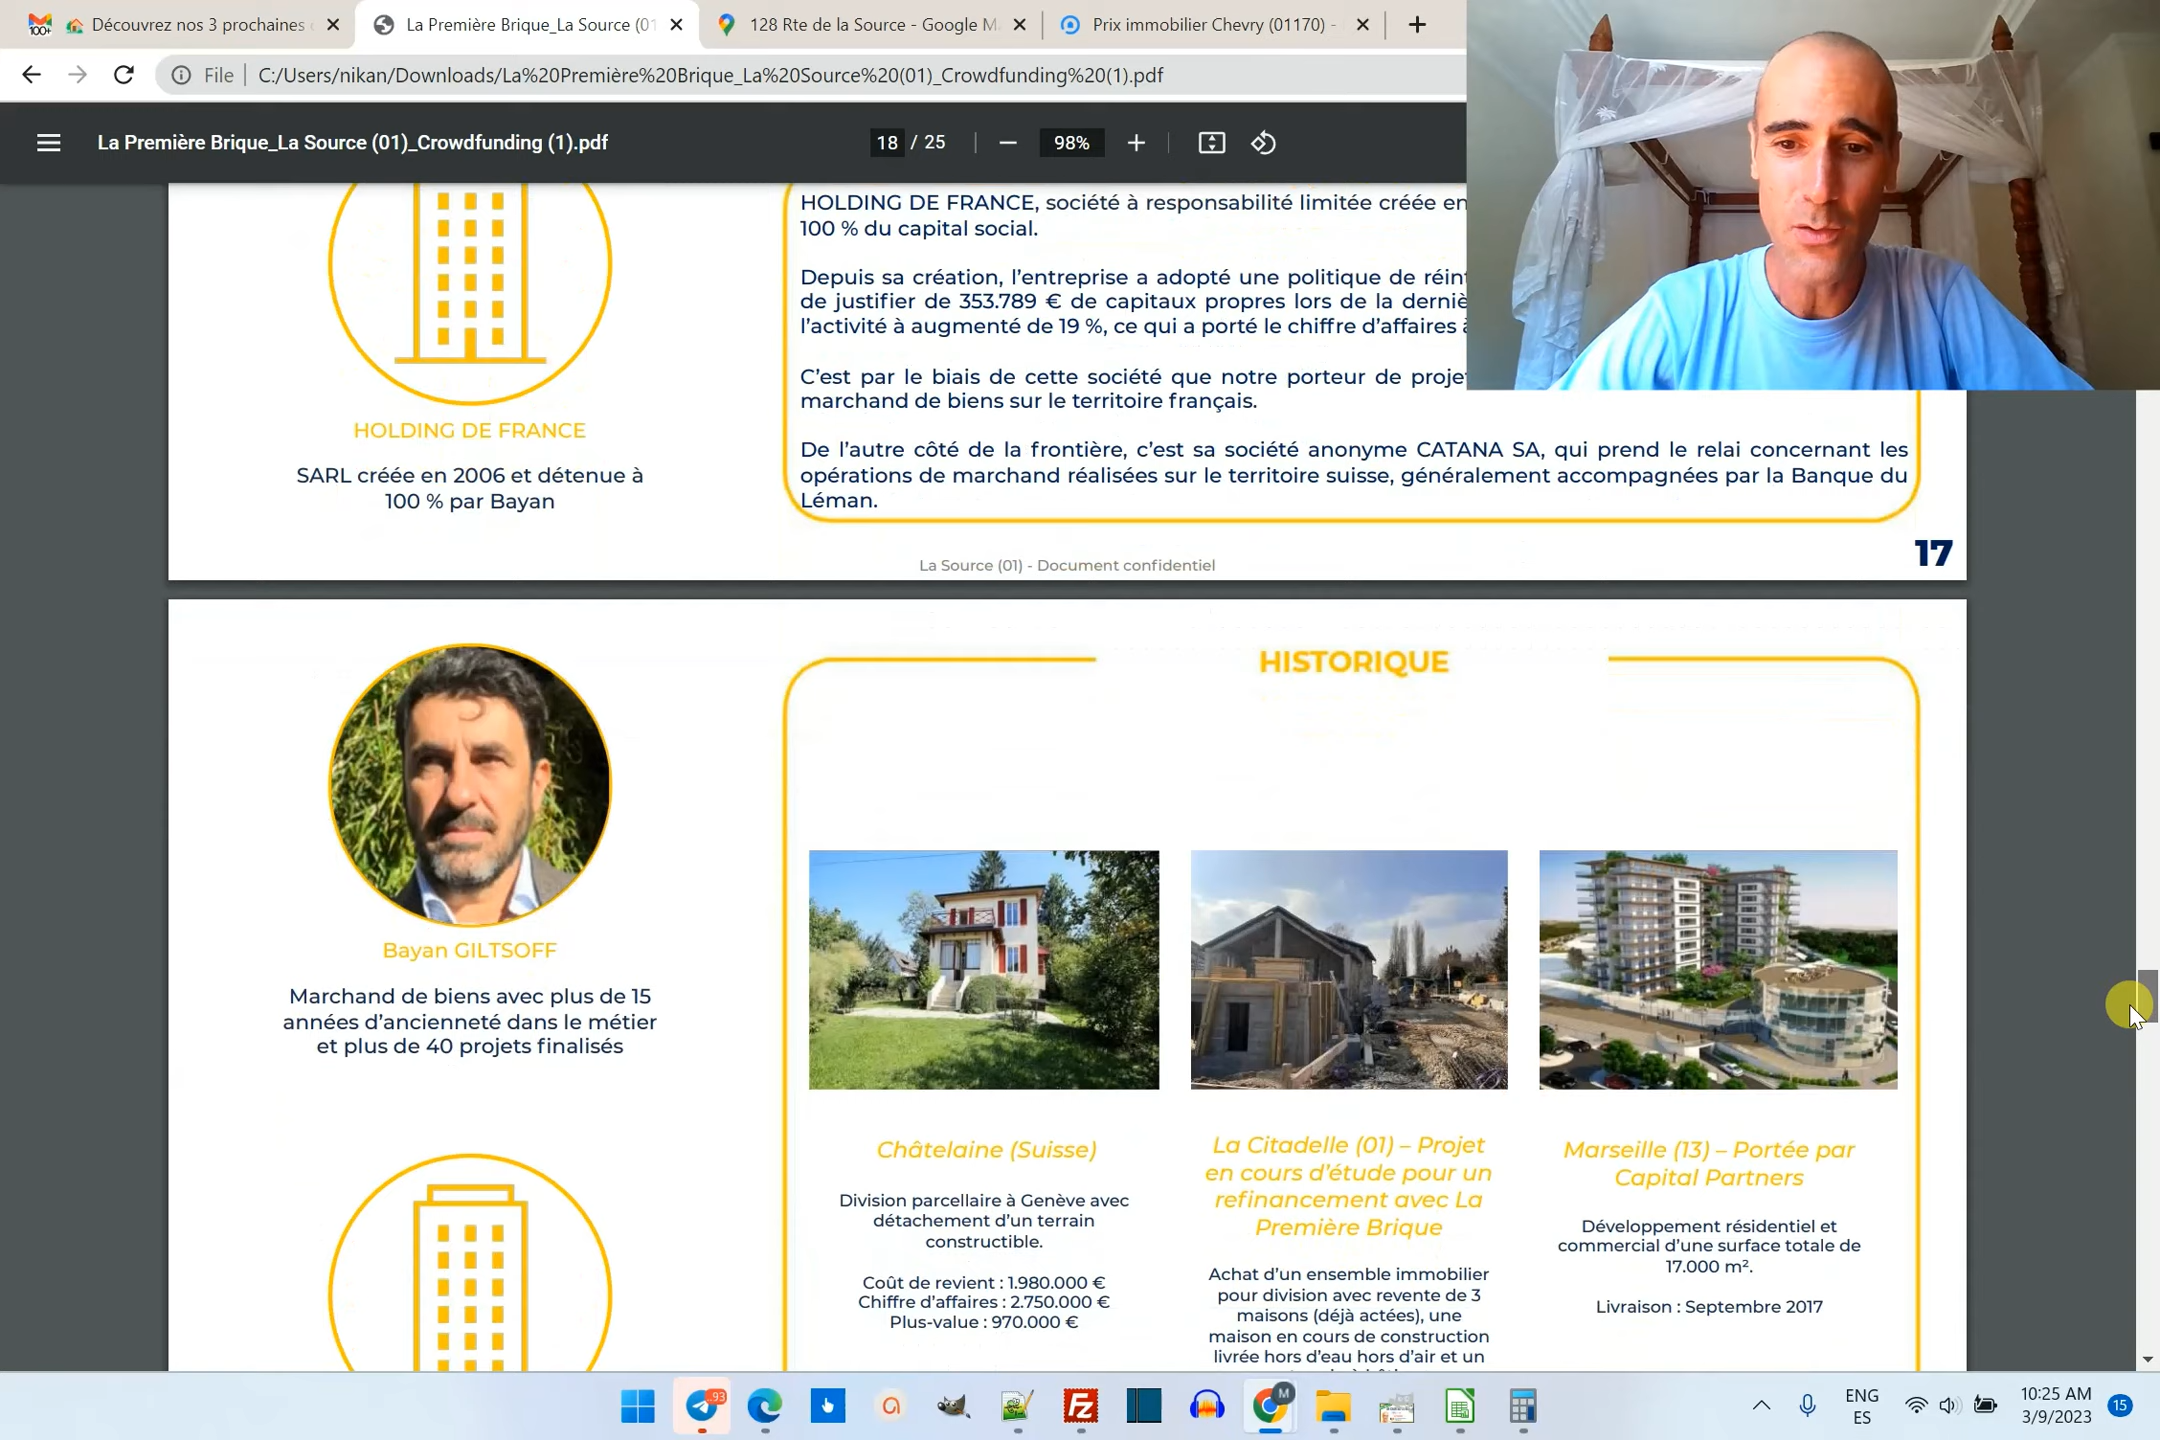 Découvrez nos 3 prochaines
La Première Brique_La Source (01
128 Rte de la Source - Google M
Prix immobilier Chevry (01170) -
File
C:/Users/nikan/Downloads/La%20Première%20Brique_La%20Source%20(01)_Crowdfunding%20(1).pdf
La Première Brique_La Source (01)_Crowdfunding (1).pdf
18 / 25
98%
HOLDING DE FRANCE, société à responsabilité limitée créée en
100 % du capital social.
Depuis sa création, l'entreprise a adopté une politique de réin
de justifier de 353.789 € de capitaux propres lors de la derniè
l'activité à augmenté de 19 %, ce qui a porté le chiffre d'affaires à
C'est par le biais de cette société que notre porteur de proje
marchand de biens sur le territoire français.
De l'autre côté de la frontière, c'est sa société anonyme CATANA SA, qui prend le relai concernant les
opérations de marchand réalisées sur le territoire suisse, généralement accompagnées par la Banque du
Léman.
HOLDING DE FRANCE
SARL créée en 2006 et détenue à
100 % par Bayan
La Source (01) - Document confidentiel
17
HISTORIQUE
Bayan GILTSOFF
Marchand de biens avec plus de 15
années d'ancienneté dans le métier
et plus de 40 projets finalisés
Châtelaine (Suisse)
Division parcellaire à Genève avec
détachement d'un terrain
constructible.
Coût de revient : 1.980.000 €
Chiffre d'affaires : 2.750.000 €
Plus-value : 970.000 €
La Citadelle (01) – Projet
en cours d'étude pour un
refinancement avec La
Première Brique
Achat d'un ensemble immobilier
pour division avec revente de 3
maisons (déjà actées), une
maison en cours de construction
livrée hors d'eau hors d'air et un
Marseille (13) – Portée par
Capital Partners
Développement résidentiel et
commercial d'une surface totale de
17.000 m².
Livraison : Septembre 2017
100+
93
Fz
M
ENG
ES
10:25 AM
3/9/2023
15